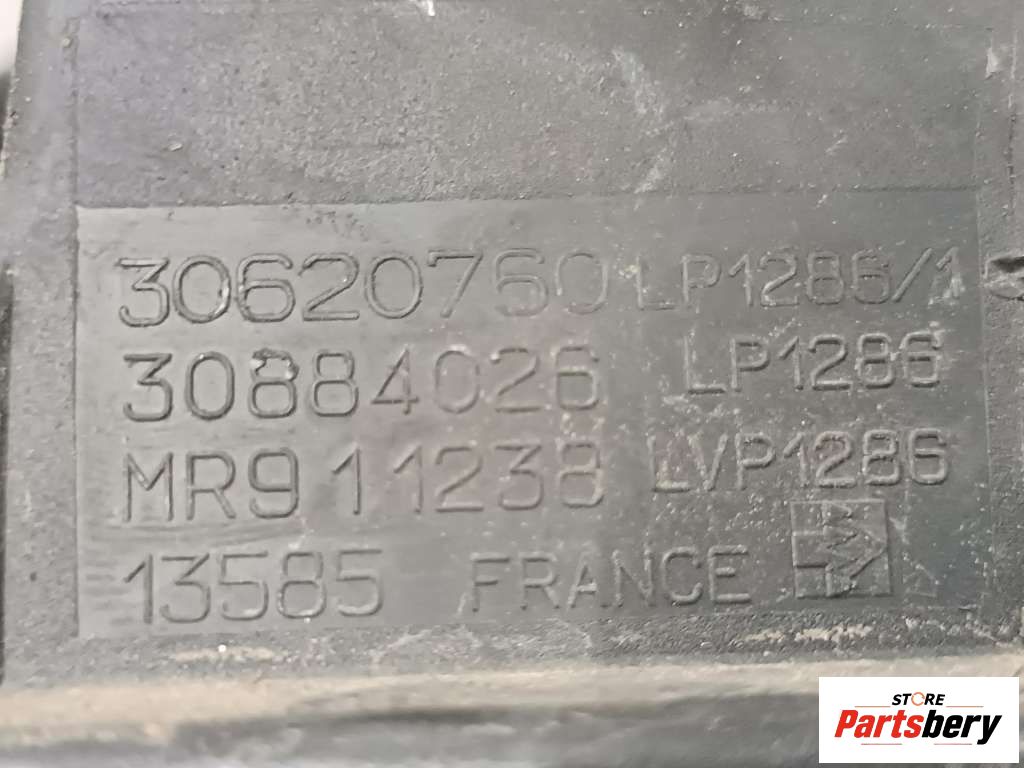 30620760 LP1286/1
30884026 LP1286
MR911238 LVP1286
13585 FRANCE
STORE
Partsbery